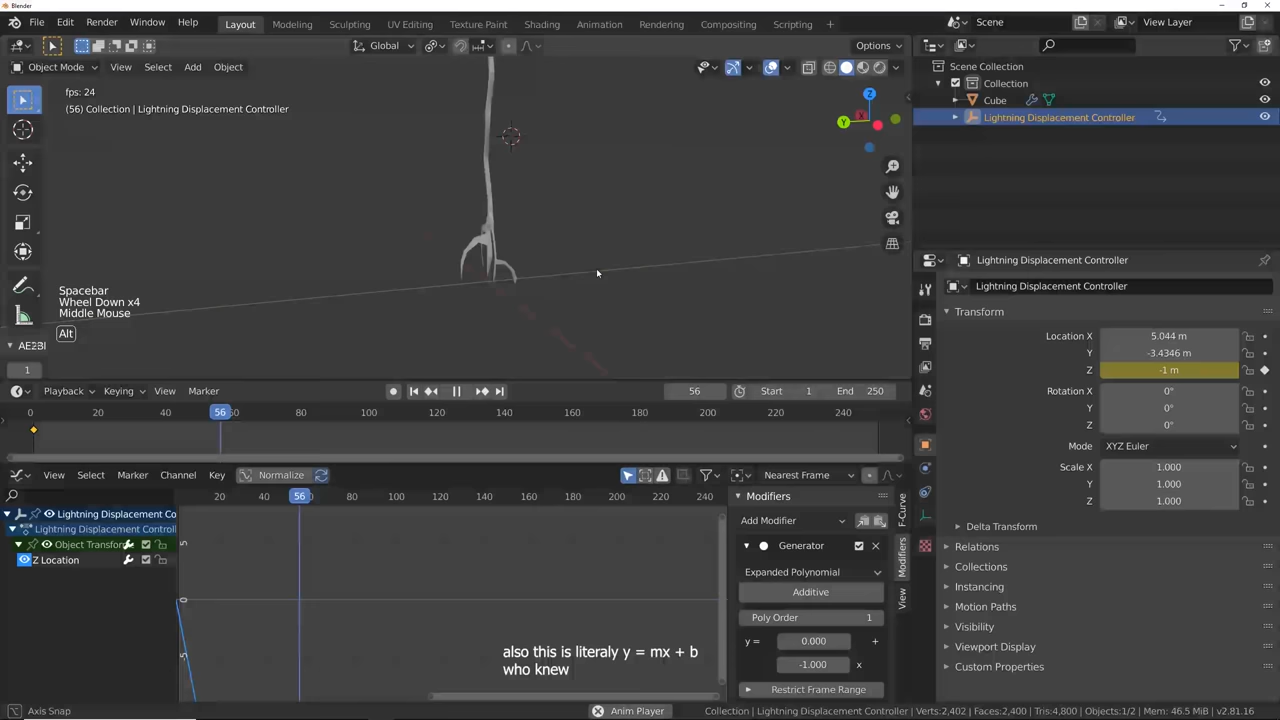 Blender
File Edit Render Window Help
Layout Modeling Sculpting UV Editing Texture Paint Shading Animation Rendering Compositing Scripting +
Scene View Layer
Global Options
Object Mode View Select Add Object
fps: 24
(56) Collection | Lightning Displacement Controller
Z
Y
X
Spacebar
Wheel Down x4
Middle Mouse
Alt
1
Scene Collection
Collection
Cube
Lightning Displacement Controller
Lightning Displacement Controller
Lightning Displacement Controller
Transform
Location X 5.044 m
Y -3.4346 m
Z -1 m
Rotation X 0°
Y 0°
Z 0°
Mode XYZ Euler
Scale X 1.000
Y 1.000
Z 1.000
Delta Transform
Relations
Collections
Instancing
Motion Paths
Visibility
Viewport Display
Custom Properties
Playback Keying View Marker 56 Start 1 End 250
0 20 40 56 80 100 120 140 160 180 200 220 240
View Select Marker Channel Key Normalize Nearest Frame
20 40 56 80 100 120 140 160 180 200 220 240
Lightning Displacement Co
Lightning Displacement Control
Object Transform
Z Location
5
0
also this is literaly y = mx + b
who knew
Modifiers
Add Modifier
Generator
Expanded Polynomial
Additive
Poly Order 1
y = 0.000 +
-1.000 x
Restrict Frame Range
F-Curve
Modifiers
View
Axis Snap Anim Player Collection | Lightning Displacement Controller | Verts:2,402 | Faces:2,400 | Tris:4,800 | Objects:1/2 | Mem: 46.5 MiB | v2.81.16